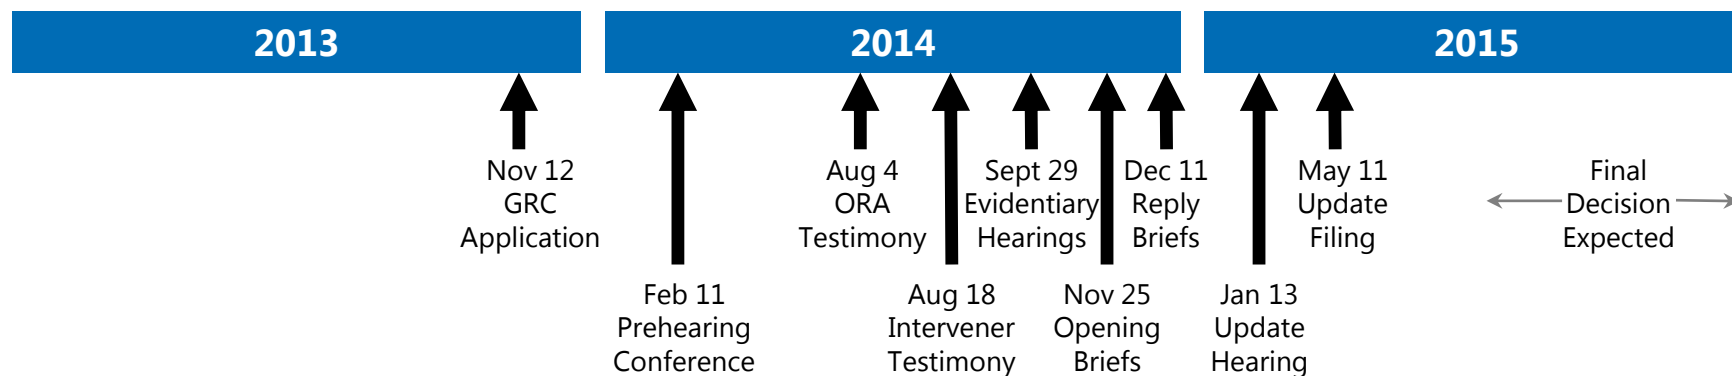 2013
2014
2015
Nov 12
GRC
Application
Feb 11
Prehearing
Conference
Aug 4
ORA
Testimony
Aug 18
Intervener
Testimony
Sept 29
Evidentiary
Hearings
Nov 25
Opening
Briefs
Dec 11
Reply
Briefs
Jan 13
Update
Hearing
May 11
Update
Filing
Final
Decision
Expected